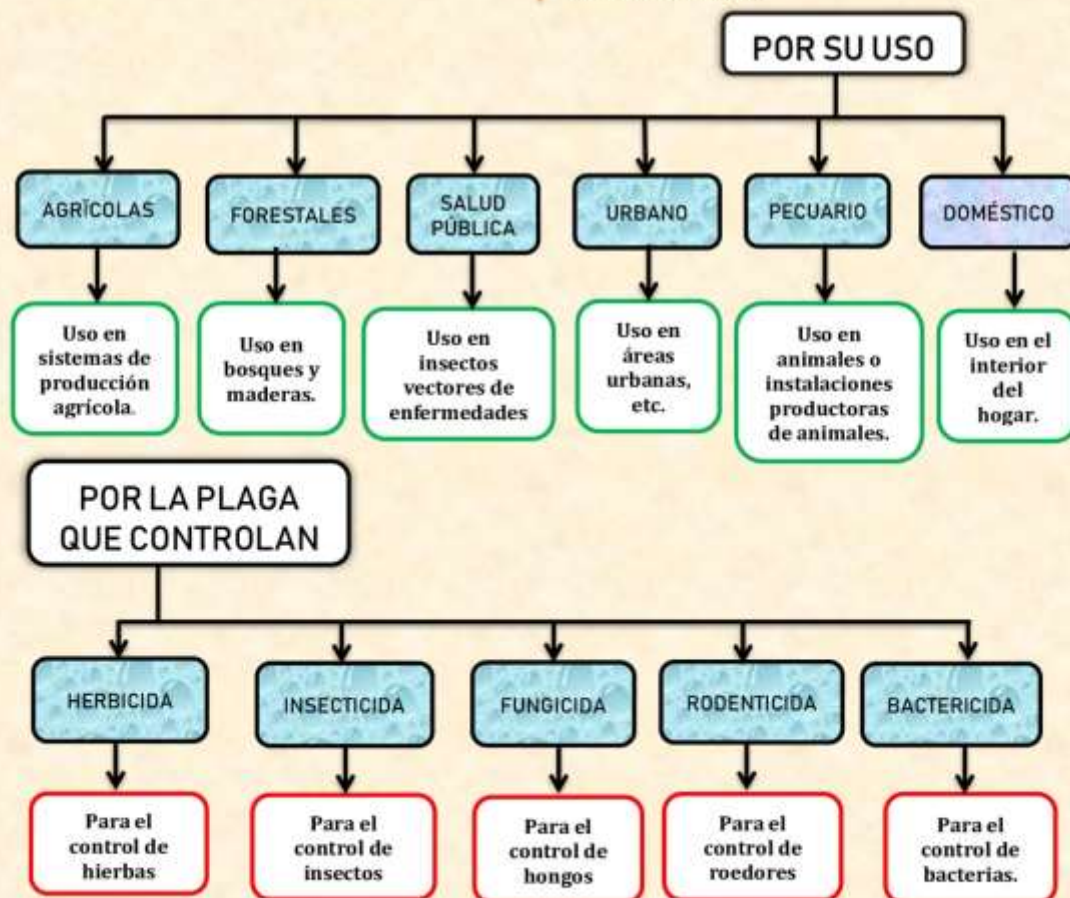 POR SU USO
AGRÍCOLAS
FORESTALES
SALUD
PÚBLICA
URBANO
PECUARIO
DOMÉSTICO
Uso en
sistemas de
producción
agrícola.
Uso en
bosques y
maderas.
Uso en
insectos
vectores de
enfermedades
Uso en
áreas
urbanas,
etc.
Uso en
animales o
instalaciones
productoras
de animales.
Uso en el
interior
del
hogar.
POR LA PLAGA
QUE CONTROLAN
HERBICIDA
INSECTICIDA
FUNGICIDA
RODENTICIDA
BACTERICIDA
Para el
control de
hierbas
Para el
control de
insectos
Para el
control de
hongos
Para el
control de
roedores
Para el
control de
bacterias.